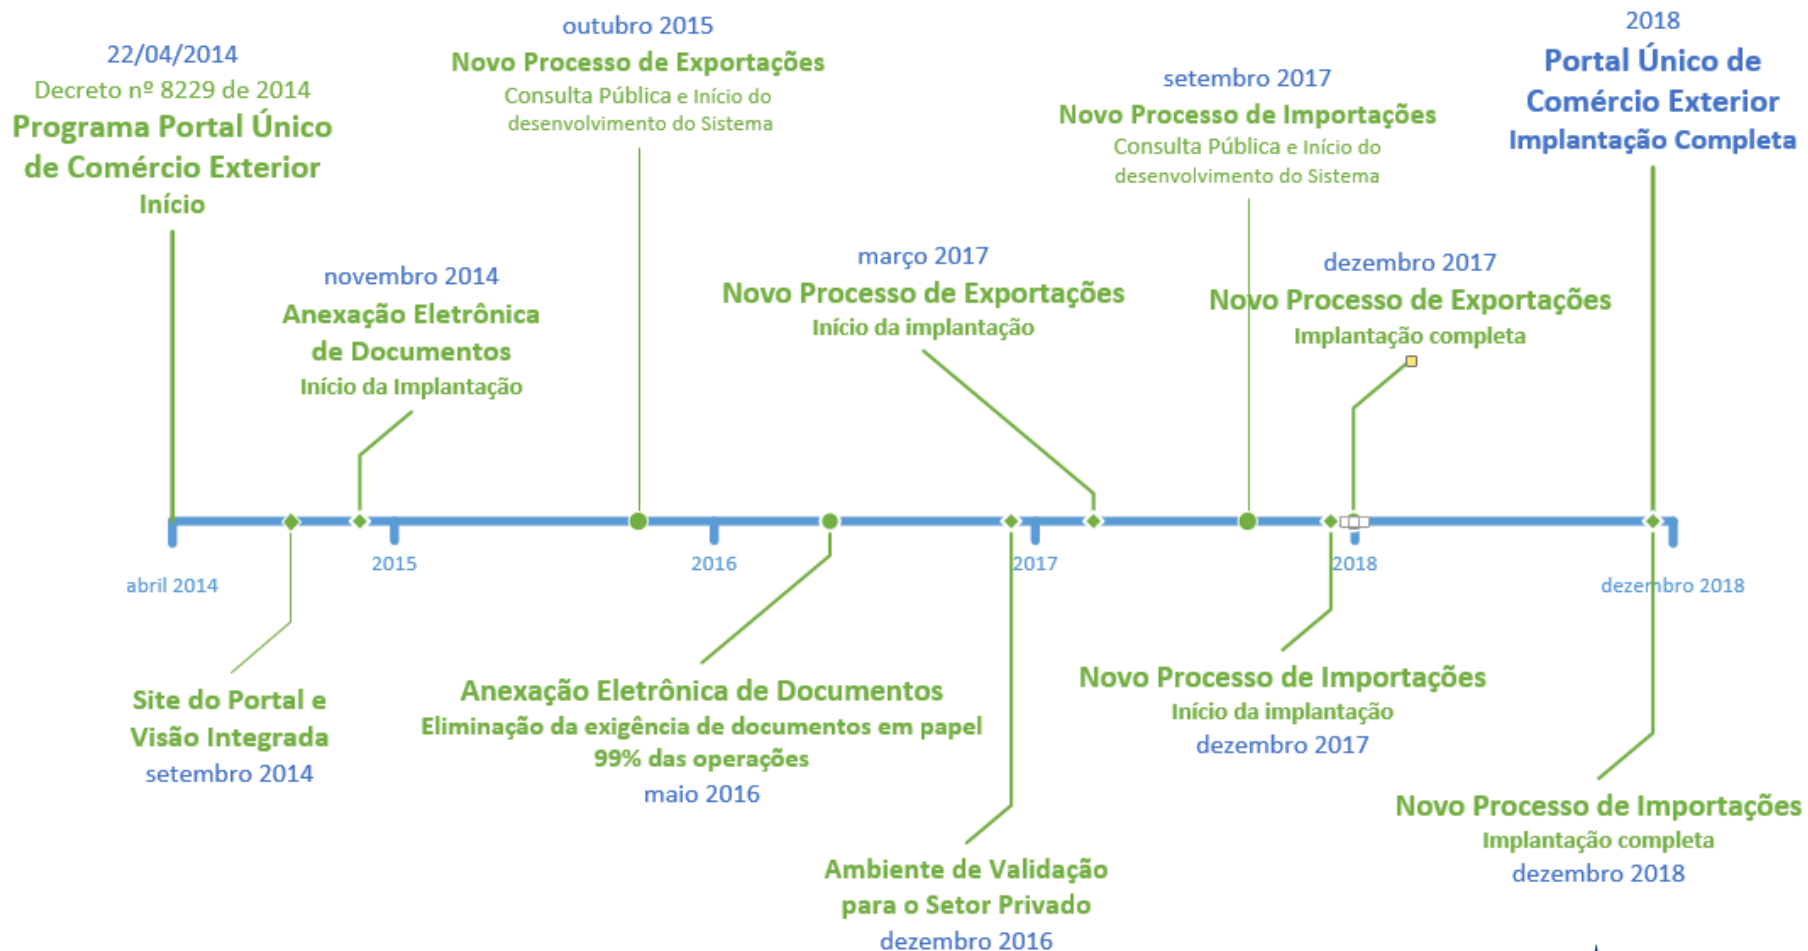 22/04/2014
Decreto nº 8229 de 2014
Programa Portal Único
de Comércio Exterior
Início
novembro 2014
Anexação Eletrônica
de Documentos
Início da Implantação
outubro 2015
Novo Processo de Exportações
Consulta Pública e Início do
desenvolvimento do Sistema
março 2017
Novo Processo de Exportações
Início da implantação
setembro 2017
Novo Processo de Importações
Consulta Pública e Início do
desenvolvimento do Sistema
dezembro 2017
Novo Processo de Exportações
Implantação completa
2018
Portal Único de
Comércio Exterior
Implantação Completa
abril 2014
2015
2016
2017
2018
dezembro 2018
Site do Portal e
Visão Integrada
setembro 2014
Anexação Eletrônica de Documentos
Eliminação da exigência de documentos em papel
99% das operações
maio 2016
Ambiente de Validação
para o Setor Privado
dezembro 2016
Novo Processo de Importações
Início da implantação
dezembro 2017
Novo Processo de Importações
Implantação completa
dezembro 2018